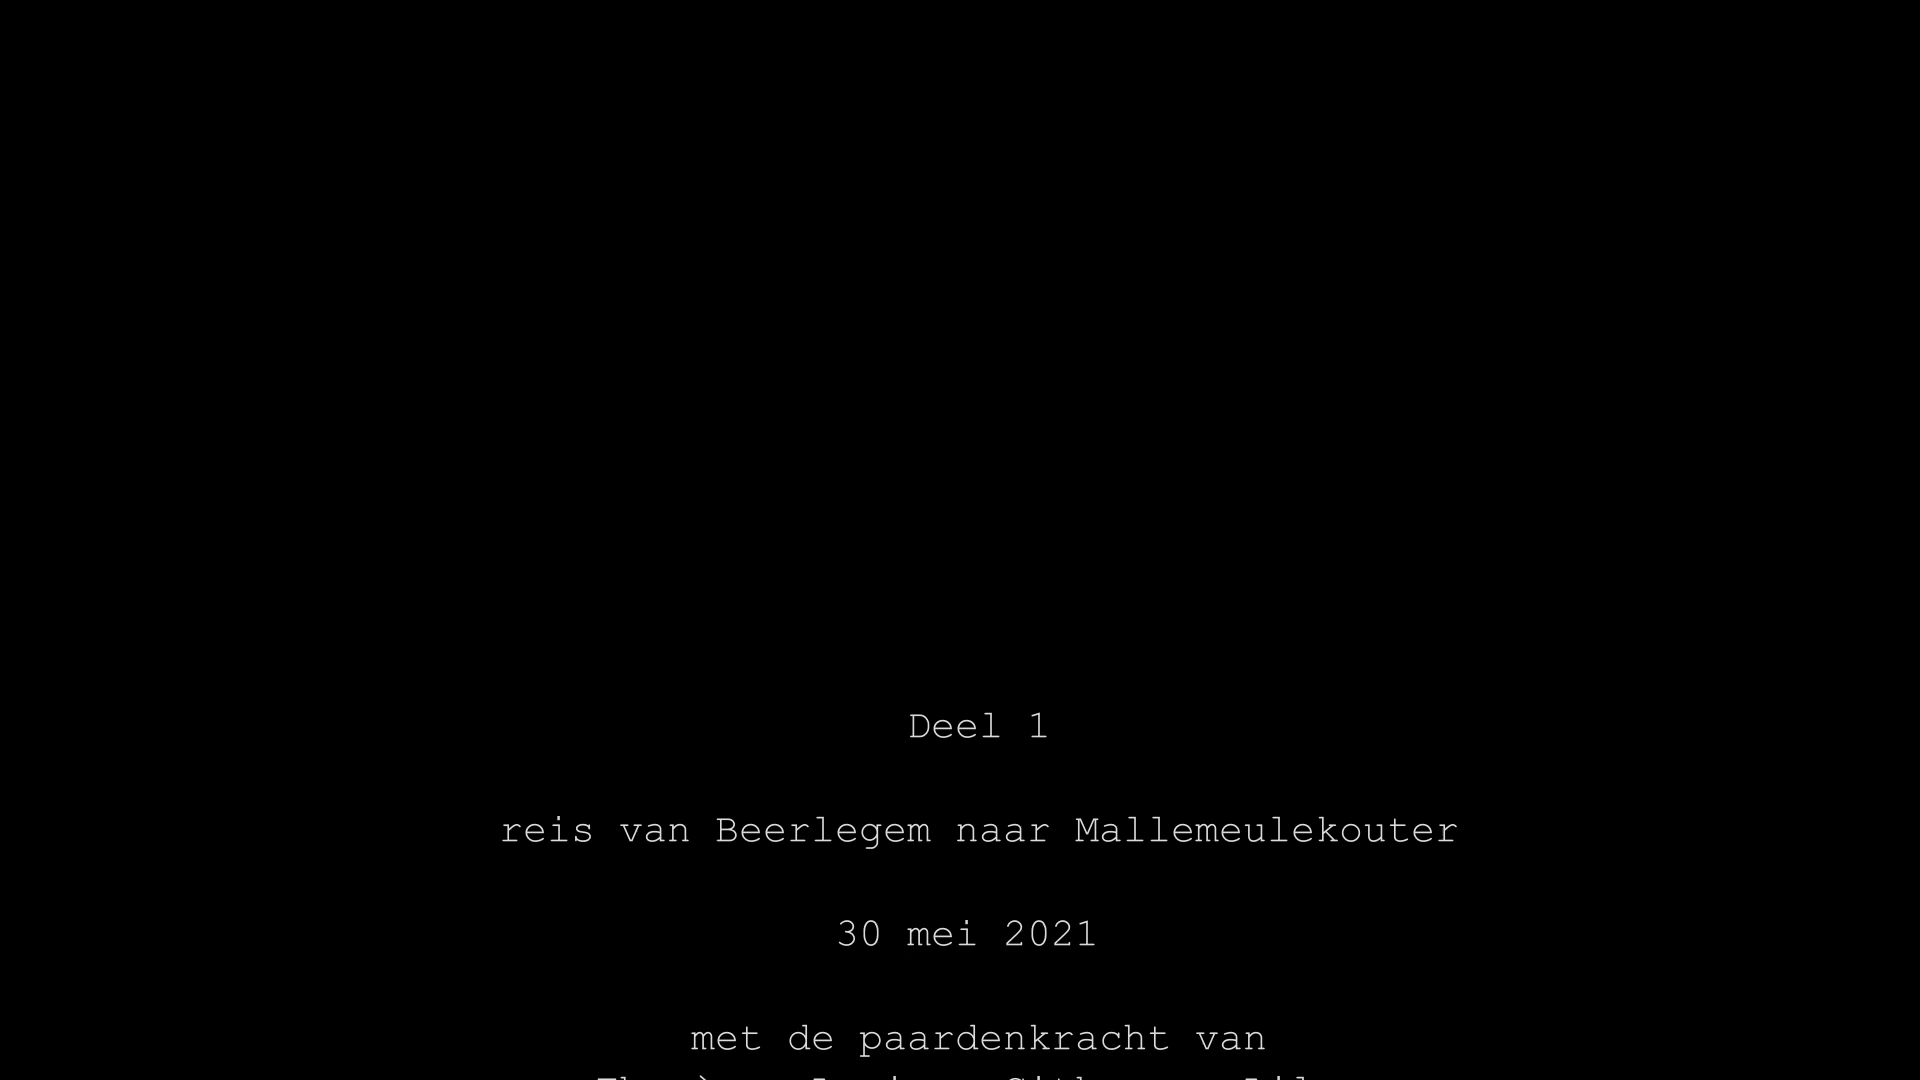 Deel 1
reis van Beerlegem naar Mallemeulekouter
30 mei 2021
met de paardenkracht van